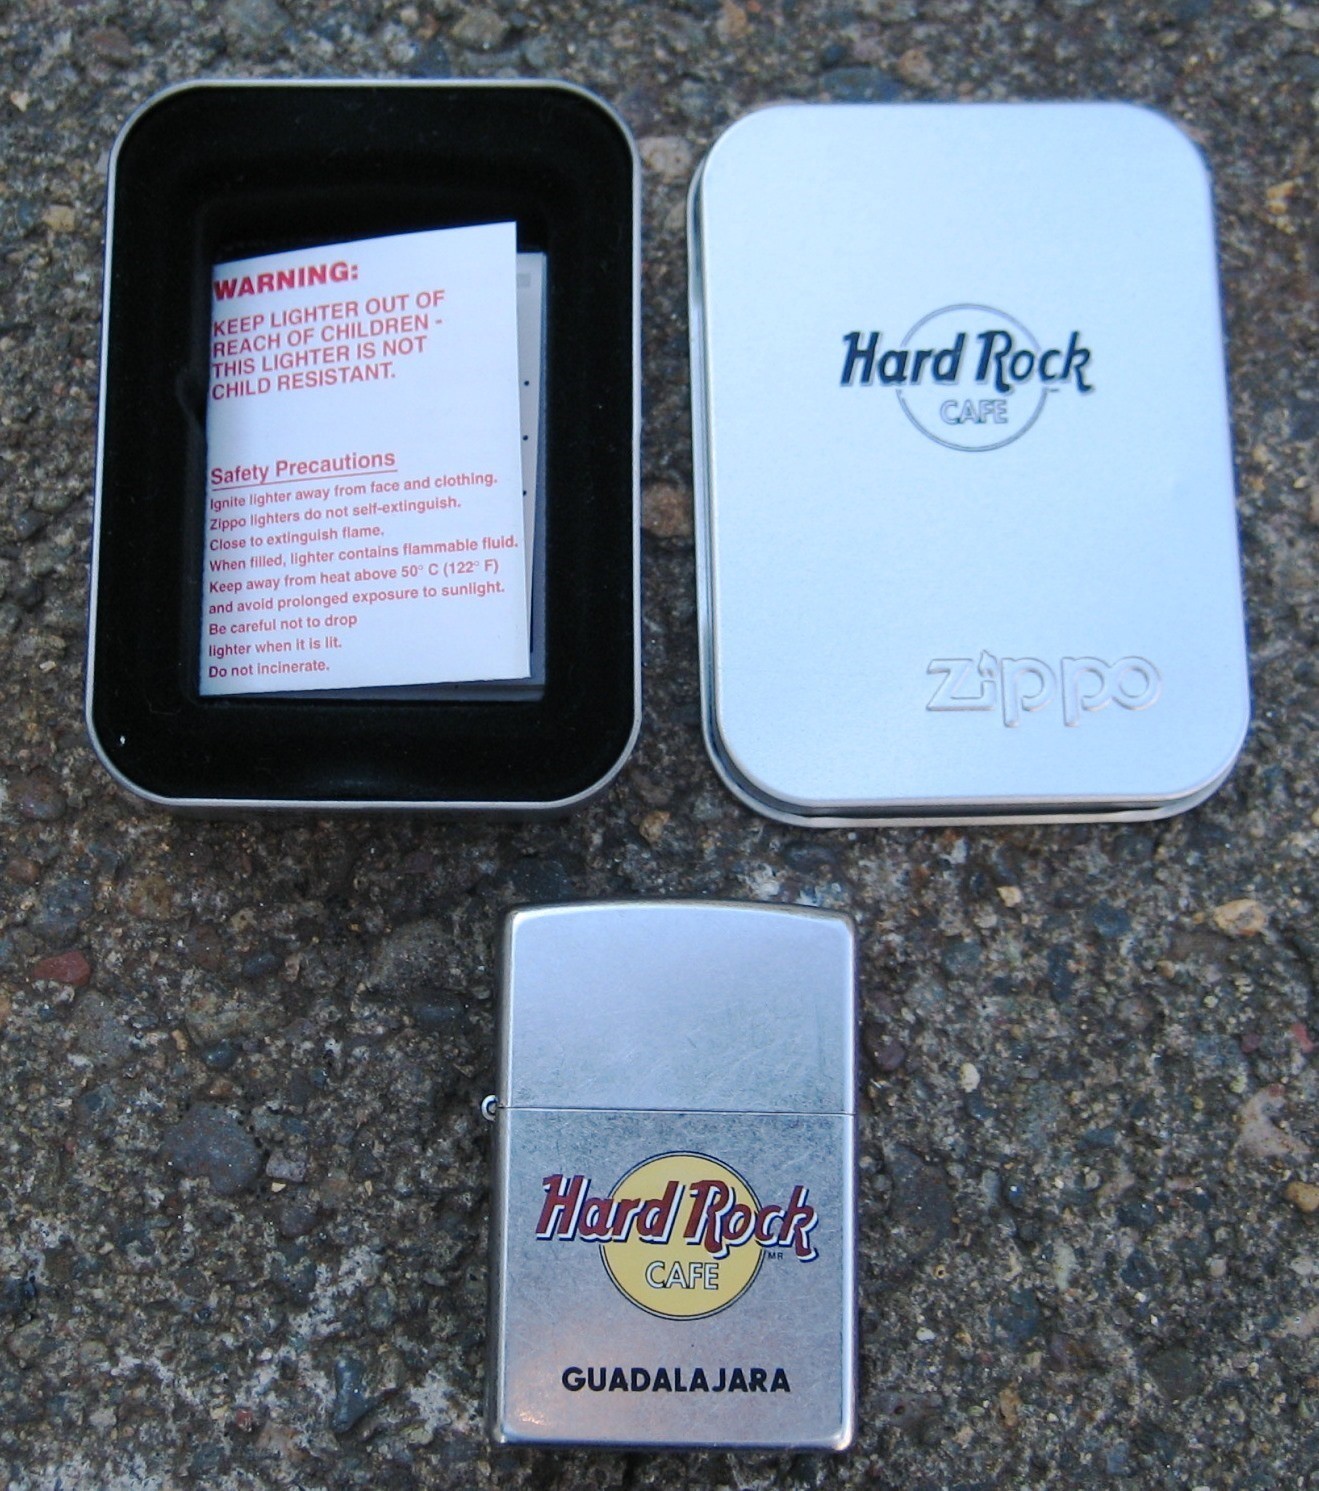 WARNING:
KEEP LIGHTER OUT OF
REACH OF CHILDREN -
THIS LIGHTER IS NOT
CHILD RESISTANT.
Safety Precautions
Ignite lighter away from face and clothing.
Zippo lighters do not self-extinguish.
Close to extinguish flame.
When filled, lighter contains flammable fluid.
Keep away from heat above 50° C (122° F)
and avoid prolonged exposure to sunlight.
Be careful not to drop
lighter when it is lit.
Do not incinerate.
Hard Rock
CAFE
zippo
Hard Rock
MR
CAFE
GUADALAJARA